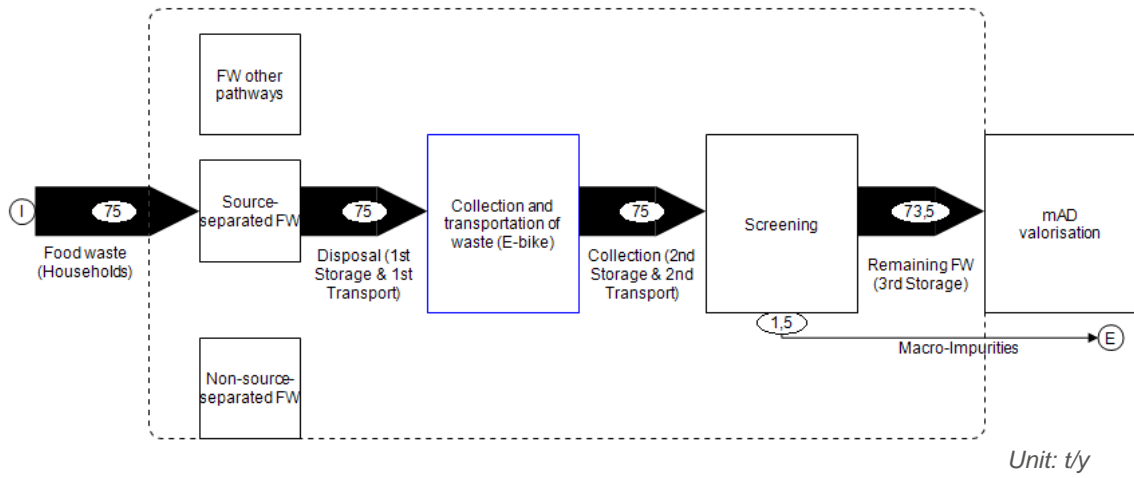 FW other
pathways
I
75
Food waste
(Households)
Source-
separated FW
75
Disposal (1st
Storage & 1st
Transport)
Collection and
transportation of
waste (E-bike)
75
Collection (2nd
Storage & 2nd
Transport)
Screening
73,5
Remaining FW
(3rd Storage)
mAD
valorisation
1,5
Macro-Impurities
E
Non-source-
separated FW
Unit: t/y